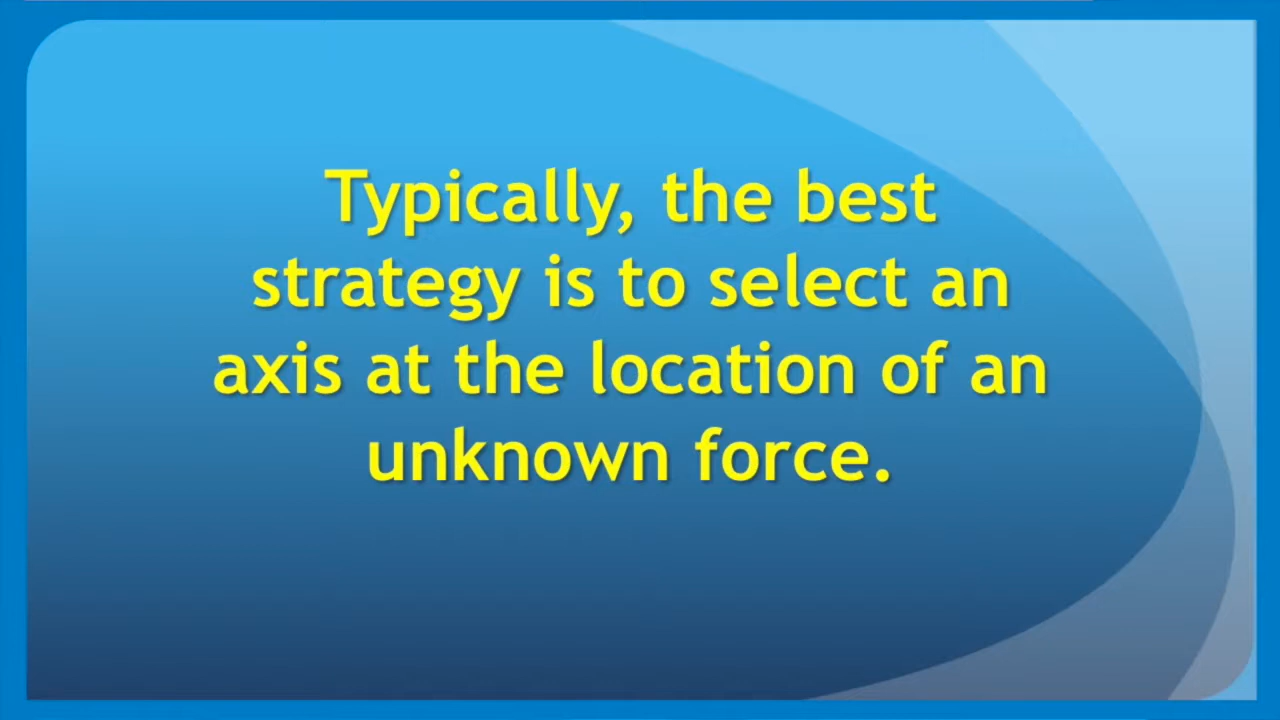 Typically, the best
strategy is to select an
axis at the location of an
unknown force.